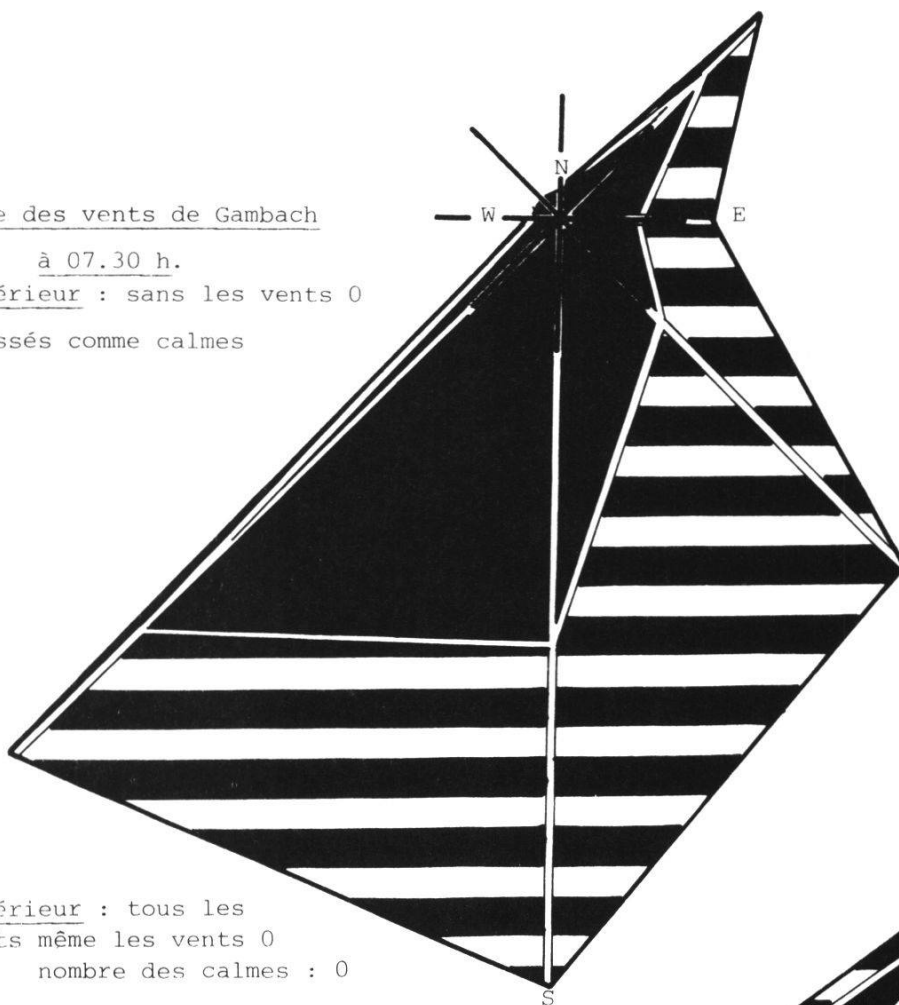 N
W
E
e des vents de Gambach
à 07.30 h.
érieur : sans les vents 0
ssés comme calmes
érieur : tous les
ts même les vents 0
nombre des calmes : 0
S